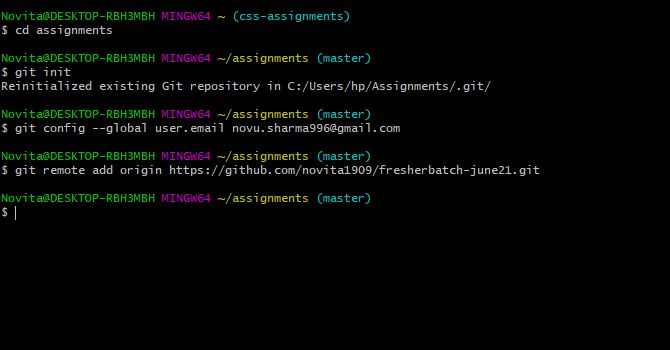 Novita@DESKTOP-RBH3MBH MINGW64 ~ (css-assignments)
$ cd assignments
Novita@DESKTOP-RBH3MBH MINGW64 ~/assignments (master)
$ git init
Reinitialized existing Git repository in C:/Users/hp/Assignments/.git/
Novita@DESKTOP-RBH3MBH MINGW64 ~/assignments (master)
$ git config --global user.email novu.sharma996@gmail.com
Novita@DESKTOP-RBH3MBH MINGW64 ~/assignments (master)
$ git remote add origin https://github.com/novita1909/fresherbatch-june21.git
Novita@DESKTOP-RBH3MBH MINGW64 ~/assignments (master)
$